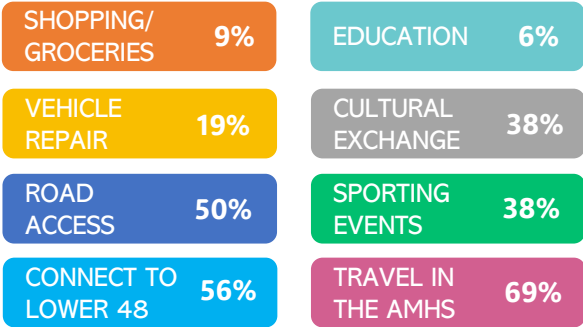 SHOPPING/
GROCERIES 9%
EDUCATION 6%
VEHICLE
REPAIR 19%
CULTURAL
EXCHANGE 38%
ROAD
ACCESS 50%
SPORTING
EVENTS 38%
CONNECT TO
LOWER 48 56%
TRAVEL IN
THE AMHS 69%